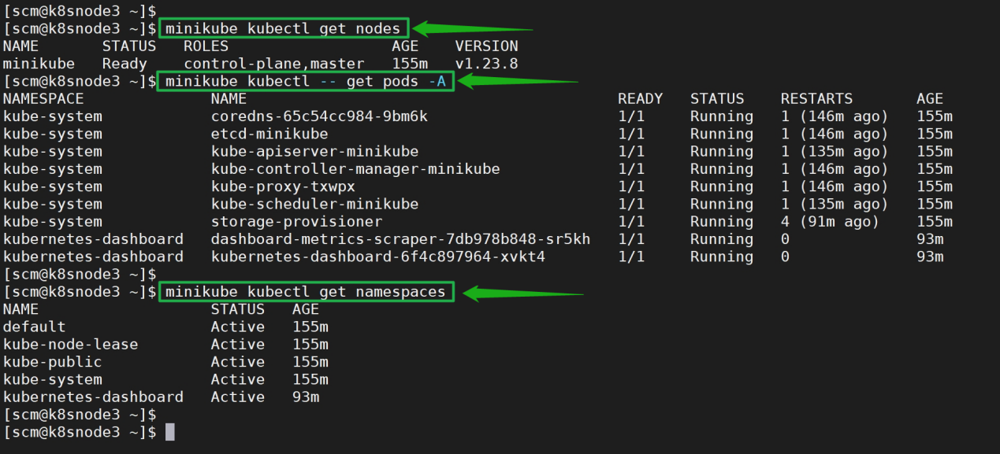 [scm@k8snode3 ~]$
[scm@k8snode3 ~]$ minikube kubectl get nodes
NAME       STATUS   ROLES                  AGE    VERSION
minikube   Ready    control-plane,master   155m   v1.23.8
[scm@k8snode3 ~]$ minikube kubectl -- get pods -A
NAMESPACE              NAME                                         READY   STATUS    RESTARTS       AGE
kube-system            coredns-65c54cc984-9bm6k                     1/1     Running   1 (146m ago)   155m
kube-system            etcd-minikube                                1/1     Running   1 (146m ago)   155m
kube-system            kube-apiserver-minikube                      1/1     Running   1 (135m ago)   155m
kube-system            kube-controller-manager-minikube             1/1     Running   1 (146m ago)   155m
kube-system            kube-proxy-txwpx                             1/1     Running   1 (146m ago)   155m
kube-system            kube-scheduler-minikube                      1/1     Running   1 (135m ago)   155m
kube-system            storage-provisioner                          1/1     Running   4 (91m ago)    155m
kubernetes-dashboard   dashboard-metrics-scraper-7db978b848-sr5kh   1/1     Running   0              93m
kubernetes-dashboard   kubernetes-dashboard-6f4c897964-xvkt4        1/1     Running   0              93m
[scm@k8snode3 ~]$
[scm@k8snode3 ~]$ minikube kubectl get namespaces
NAME                   STATUS   AGE
default                Active   155m
kube-node-lease        Active   155m
kube-public            Active   155m
kube-system            Active   155m
kubernetes-dashboard   Active   93m
[scm@k8snode3 ~]$
[scm@k8snode3 ~]$